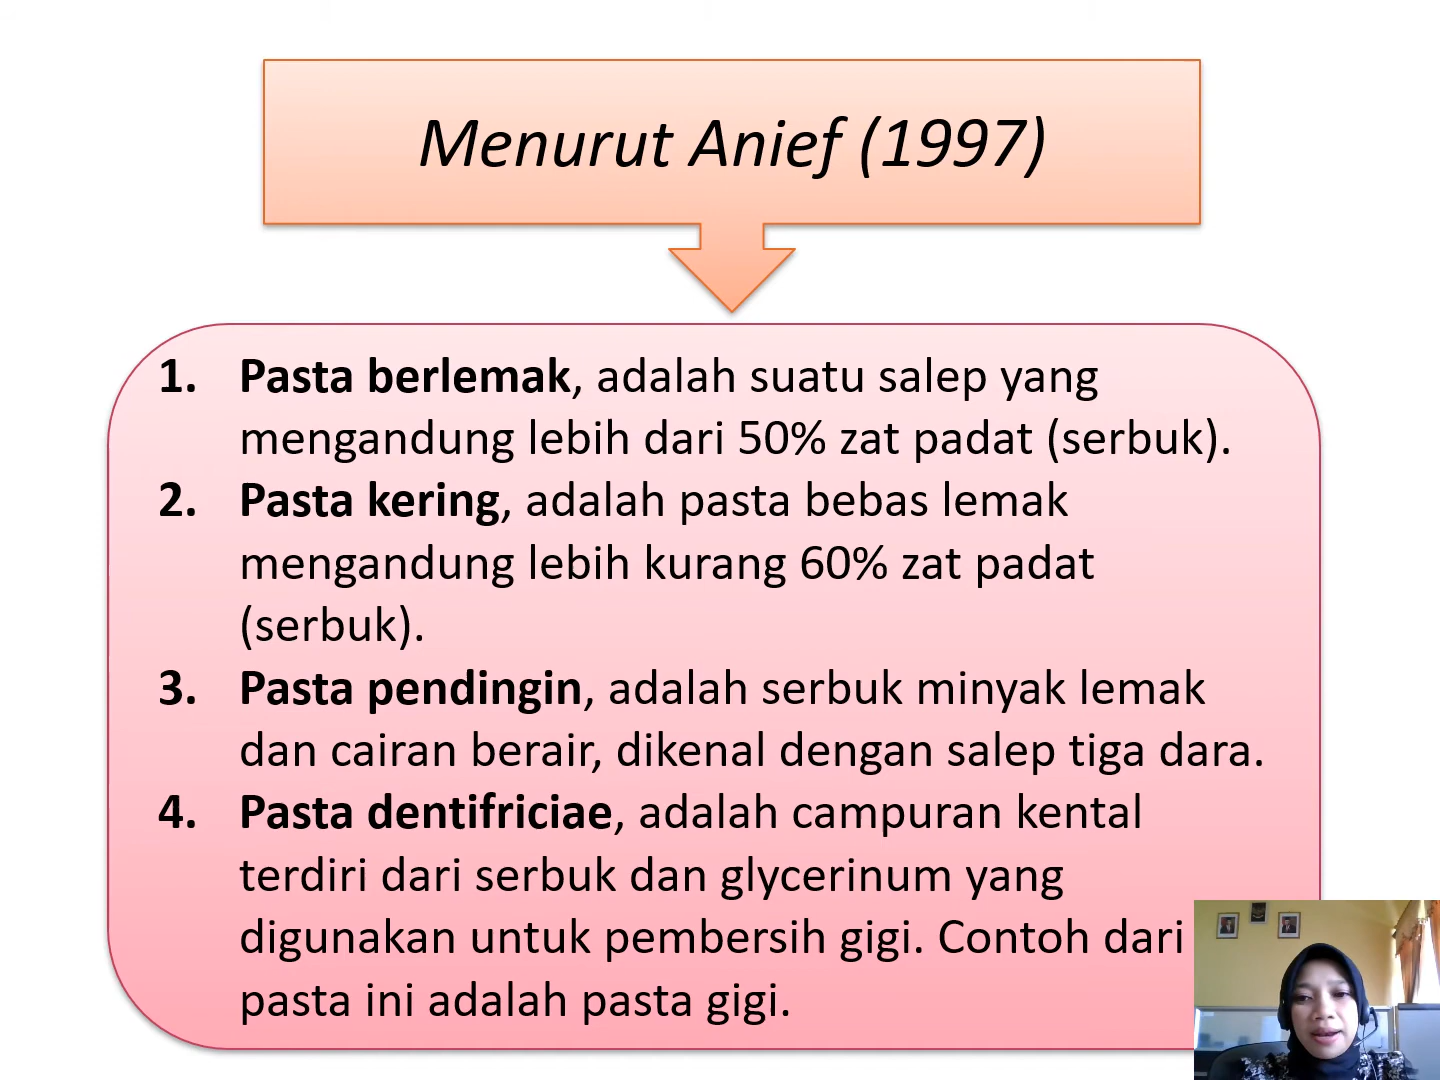 Menurut Anief (1997)
1. Pasta berlemak, adalah suatu salep yang
mengandung lebih dari 50% zat padat (serbuk).
2. Pasta kering, adalah pasta bebas lemak
mengandung lebih kurang 60% zat padat
(serbuk).
3. Pasta pendingin, adalah serbuk minyak lemak
dan cairan berair, dikenal dengan salep tiga dara.
4. Pasta dentifriciae, adalah campuran kental
terdiri dari serbuk dan glycerinum yang
digunakan untuk pembersih gigi. Contoh dari
pasta ini adalah pasta gigi.